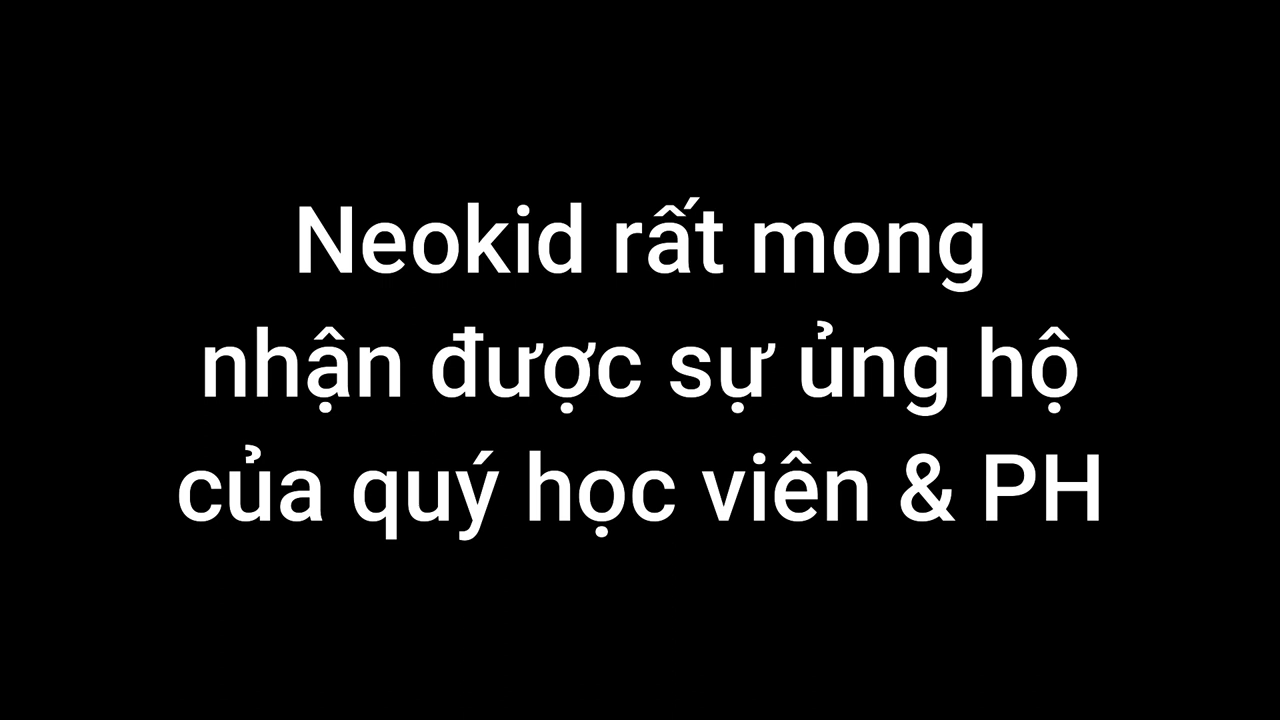 Neokid rất mong
nhận được sự ủng hộ
của quý học viên & PH